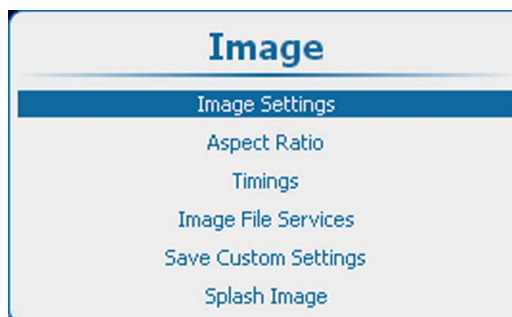 Image
Image Settings
Aspect Ratio
Timings
Image File Services
Save Custom Settings
Splash Image